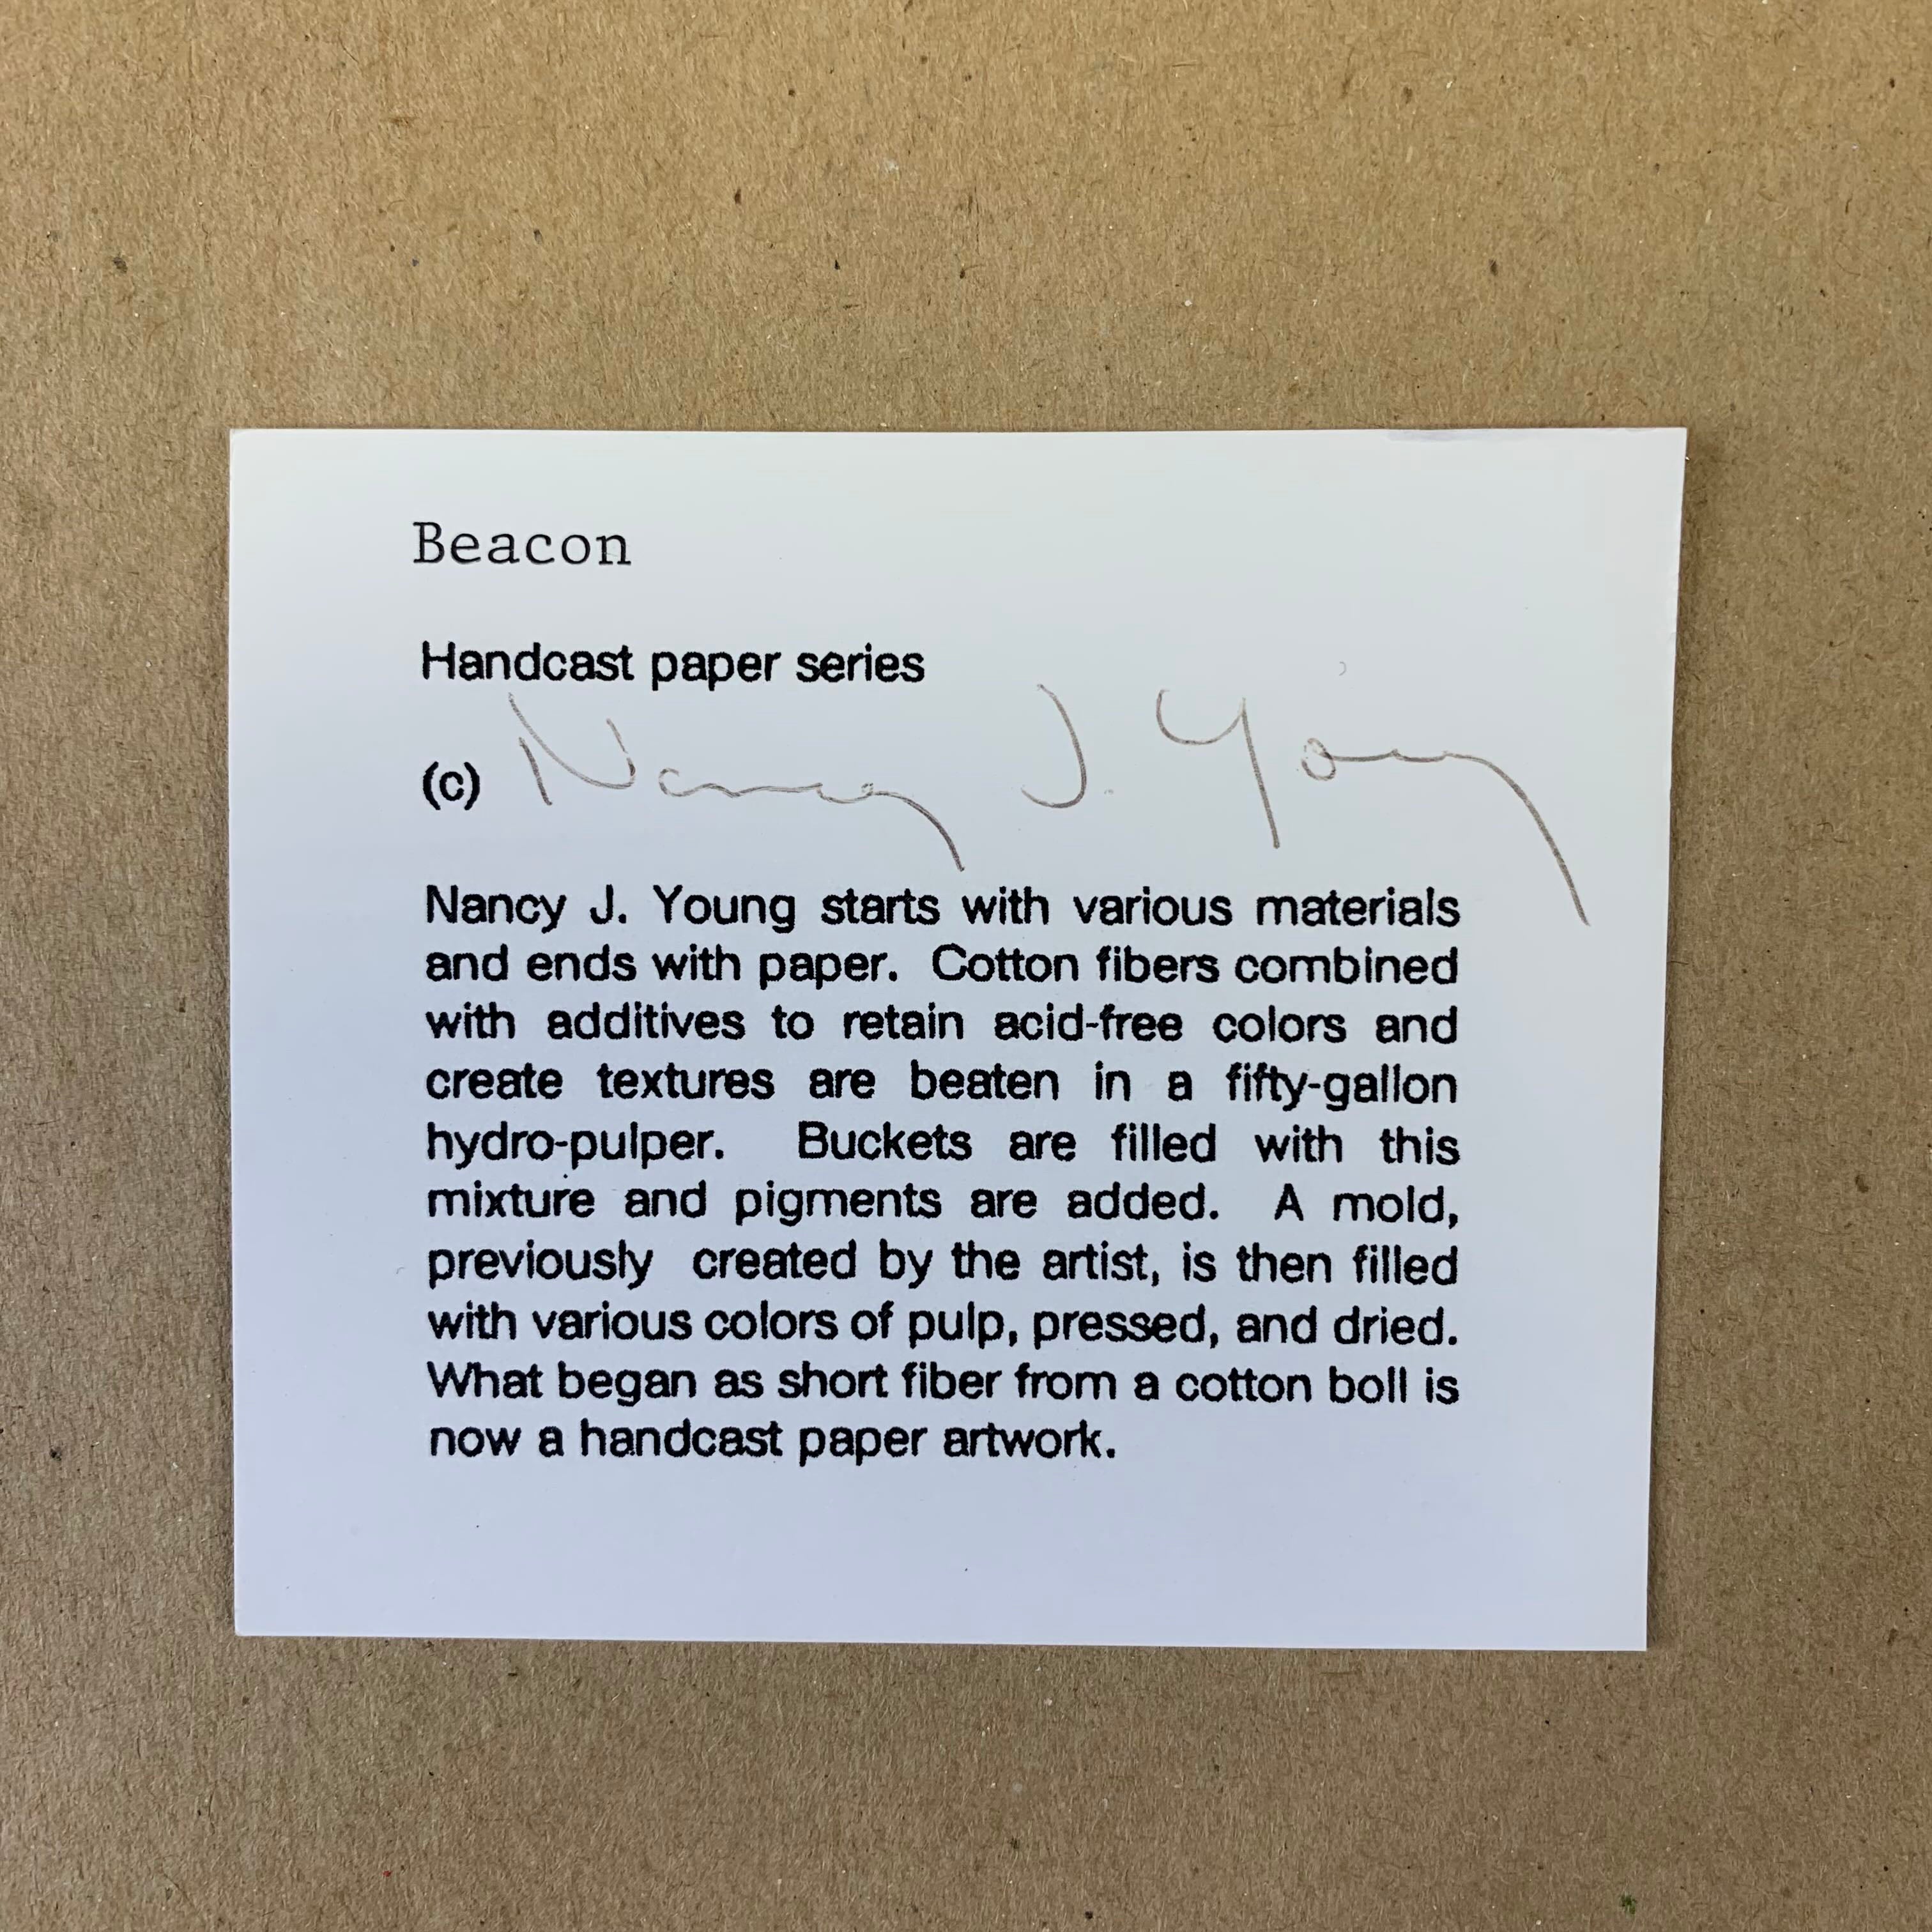 Beacon
Handcast paper series
(c) Nancy J. Young
Nancy J. Young starts with various materials
and ends with paper. Cotton fibers combined
with additives to retain acid-free colors and
create textures are beaten in a fifty-gallon
hydro-pulper. Buckets are filled with this
mixture and pigments are added. A mold,
previously created by the artist, is then filled
with various colors of pulp, pressed, and dried.
What began as short fiber from a cotton boll is
now a handcast paper artwork.